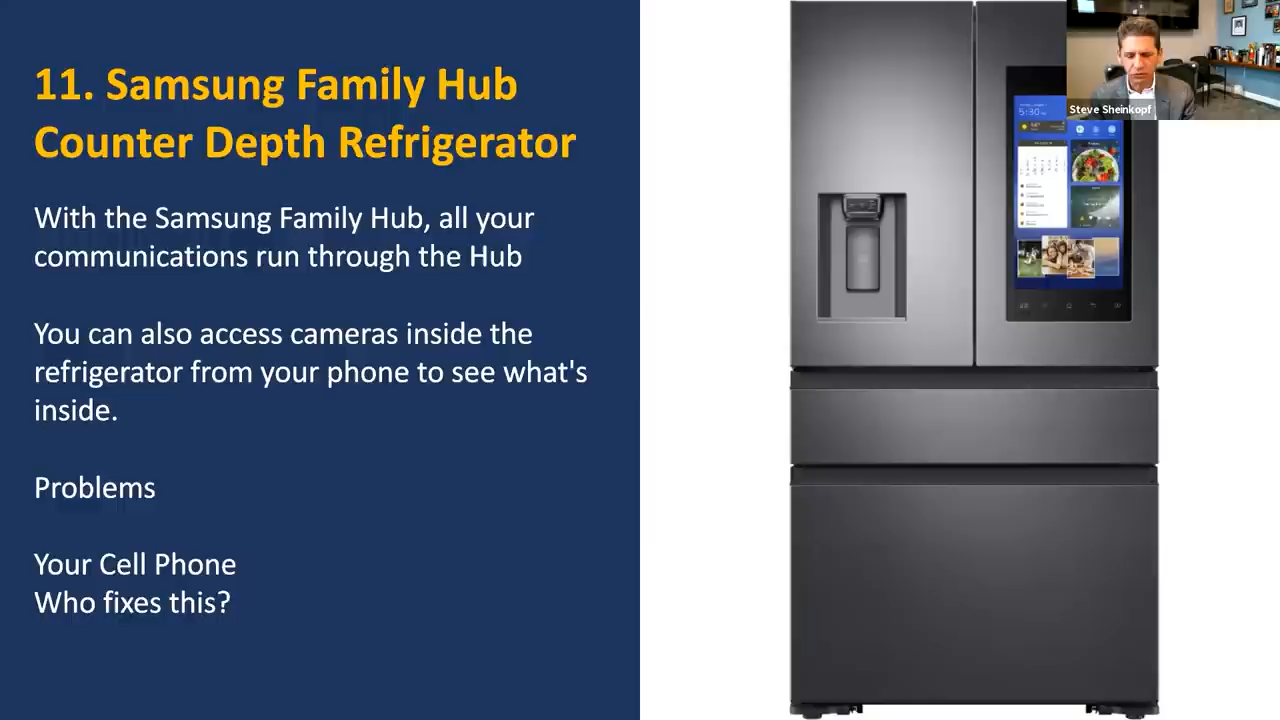 11. Samsung Family Hub
Counter Depth Refrigerator
With the Samsung Family Hub, all your
communications run through the Hub
You can also access cameras inside the
refrigerator from your phone to see what's
inside.
Problems
Your Cell Phone
Who fixes this?
5:30
Steve Sheinkopf